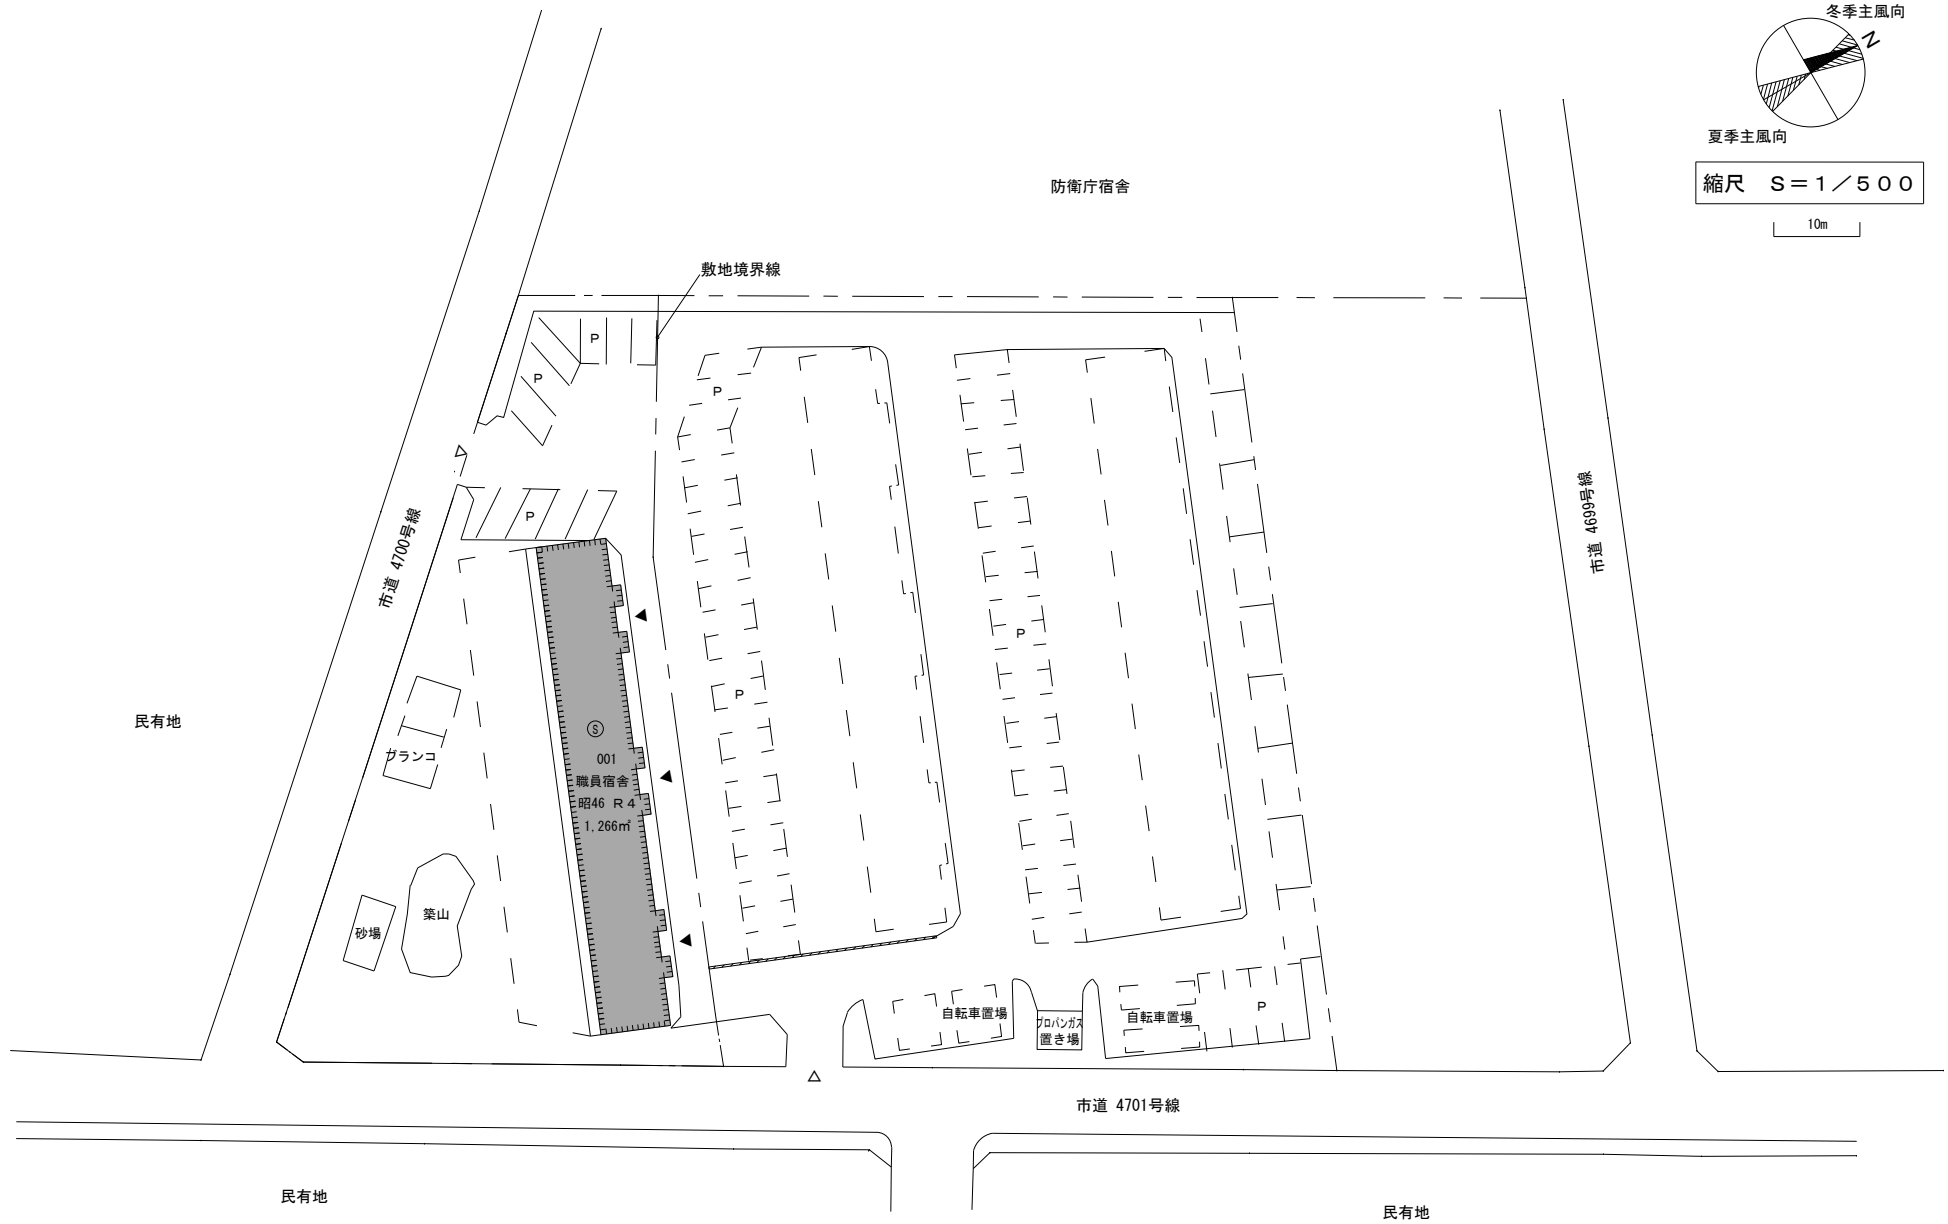 冬季主風向
N
夏季主風向
縮尺 S=1/500
10m
防衛庁宿舎
敷地境界線
P
P
P
P
市道 4700号線
市道 4699号線
P
P
民有地
ブランコ
S
001
職員宿舎
昭46 R4
1,266㎡
築山
砂場
自転車置場
プロパンガス
置き場
自転車置場
P
市道 4701号線
民有地
民有地